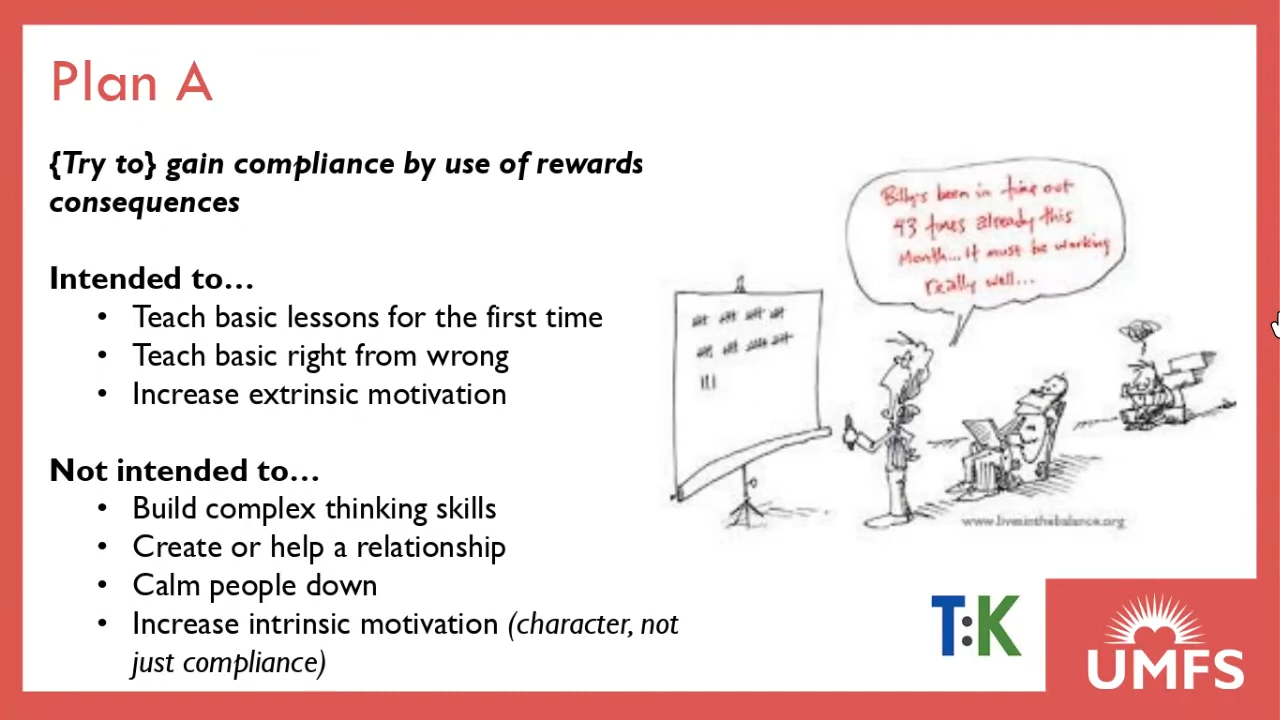 Plan A
{Try to} gain compliance by use of rewards
consequences
Intended to…
• Teach basic lessons for the first time
• Teach basic right from wrong
• Increase extrinsic motivation
Not intended to…
• Build complex thinking skills
• Create or help a relationship
• Calm people down
• Increase intrinsic motivation (character, not
just compliance)
Billy's been in time out
43 times already this
Month... It must be working
really well...
www.livesinthebalance.org
T:K
UMFS